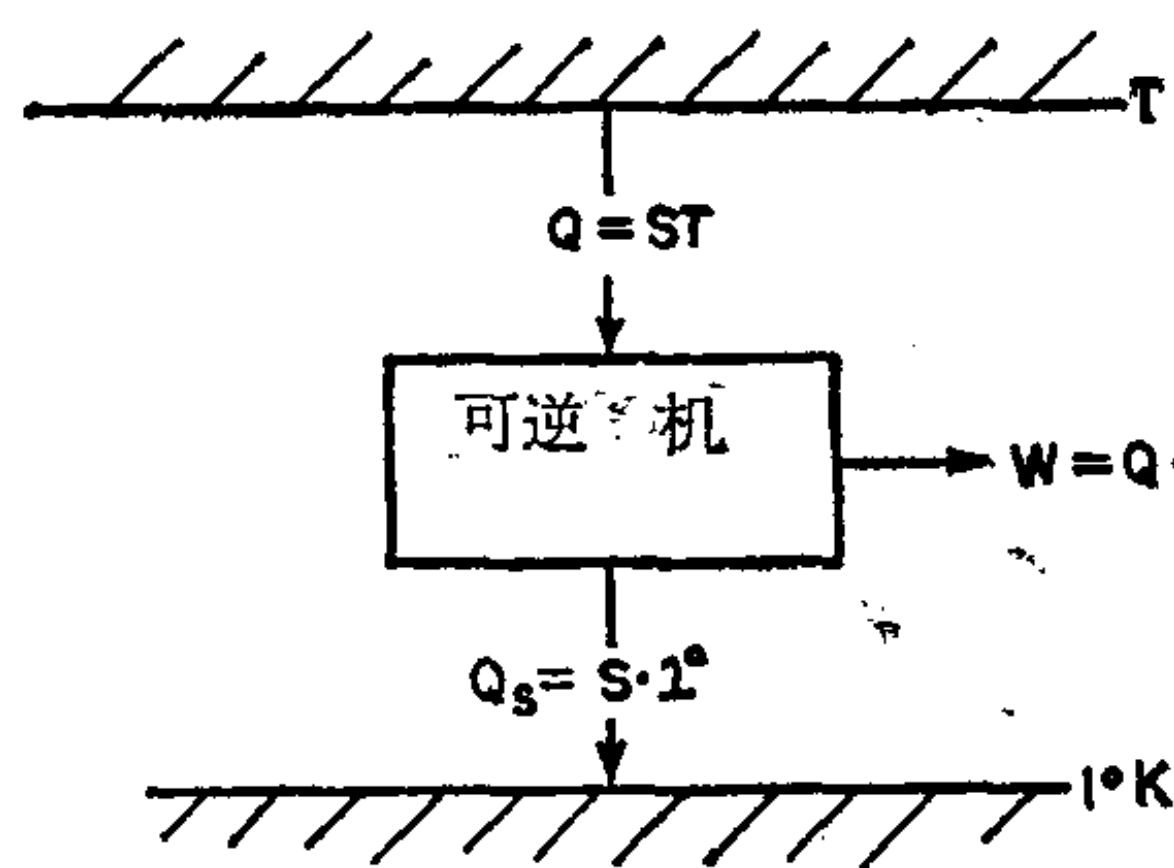 T
Q = ST
可逆 机
W = Q
Qs = S·1°
1°K